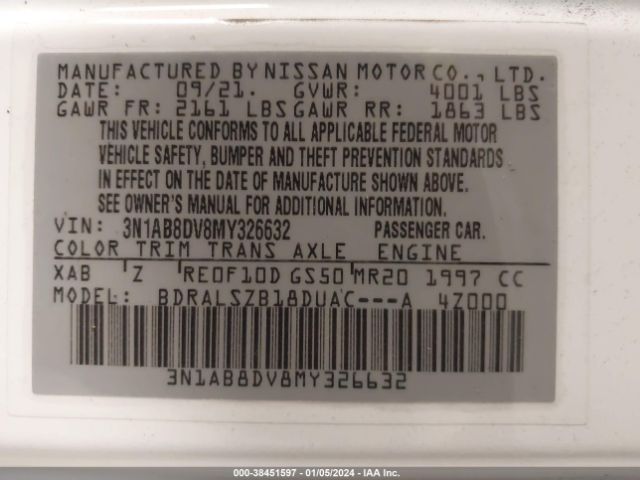 MANUFACTURED BY NISSAN MOTOR CO., LTD.
DATE: 09/21. GVWR: 4001 LBS
GAWR FR: 2161 LBS GAWR RR: 1863 LBS
THIS VEHICLE CONFORMS TO ALL APPLICABLE FEDERAL MOTOR
VEHICLE SAFETY, BUMPER AND THEFT PREVENTION STANDARDS
IN EFFECT ON THE DATE OF MANUFACTURE SHOWN ABOVE.
SEE OWNER'S MANUAL FOR ADDITIONAL INFORMATION.
VIN: 3N1AB8DV8MY326632 PASSENGER CAR.
COLOR TRIM TRANS AXLE ENGINE
XAB Z RE0F10D GS50 MR20 1997 CC
MODEL: BDRALSZB18DUAC---A 4Z000
3N1AB8DV8MY326632
000-38451597 - 01/05/2024 - IAA Inc.